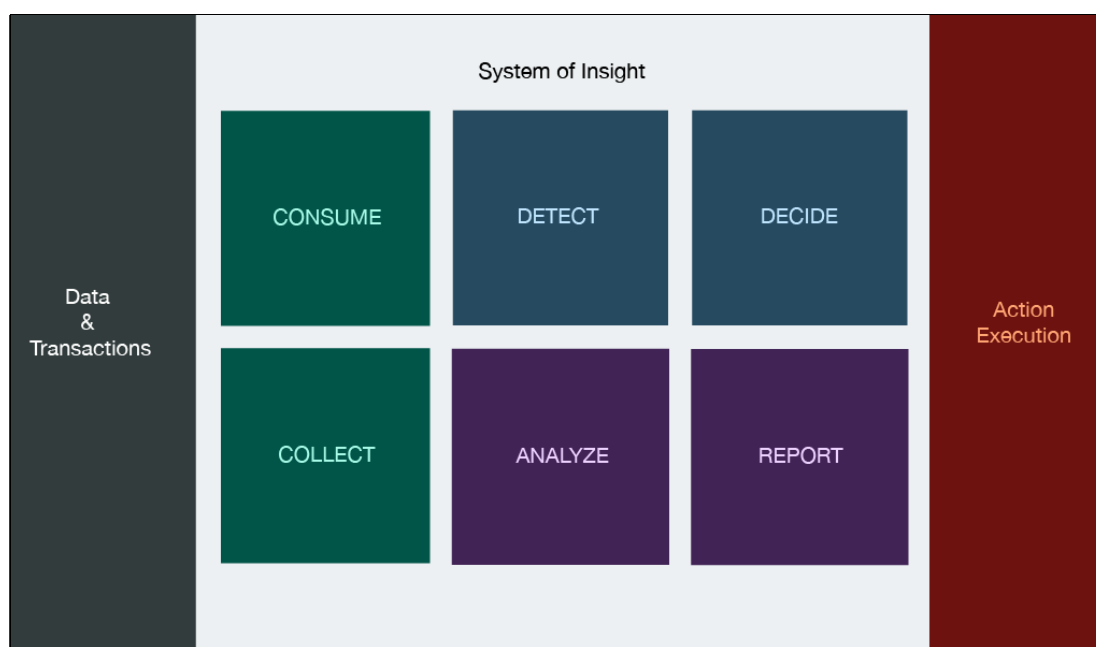 System of Insight
CONSUME
DETECT
DECIDE
Data
&
Transactions
Action
Execution
COLLECT
ANALYZE
REPORT